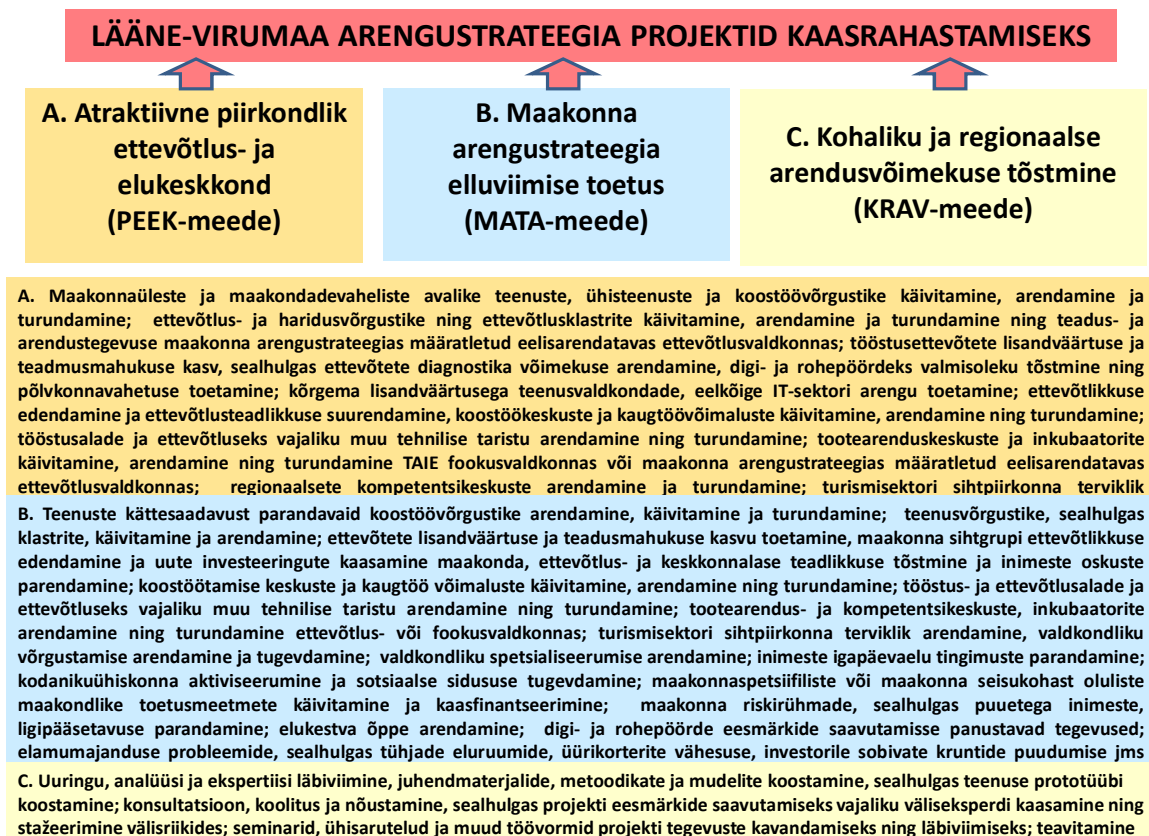 LÄÄNE-VIRUMAA ARENGUSTRATEEGIA PROJEKTID KAASRAHASTAMISEKS
A. Atraktiivne piirkondlik
ettevõtlus- ja
elukeskkond
(PEEK-meede)
B. Maakonna
arengustrateegia
elluviimise toetus
(MATA-meede)
C. Kohaliku ja regionaalse
arendusvõimekuse tõstmine
(KRAV-meede)
A. Maakonnaüleste ja maakondadevaheliste avalike teenuste, ühisteenuste ja koostöövõrgustike käivitamine, arendamine ja
turundamine; ettevõtlus- ja haridusvõrgustike ning ettevõtlusklastrite käivitamine, arendamine ja turundamine ning teadus- ja
arendustegevuse maakonna arengustrateegias määratletud eelisarendatavas ettevõtlusvaldkonnas; tööstusettevõtete lisandväärtuse ja
teadmusmahukuse kasv, sealhulgas ettevõtete diagnostika võimekuse arendamine, digi- ja rohepöördeks valmisoleku tõstmine ning
põlvkonnavahetuse toetamine; kõrgema lisandväärtusega teenusvaldkondade, eelkõige IT-sektori arengu toetamine; ettevõtlikkuse
edendamine ja ettevõtlusteadlikkuse suurendamine, koostöökeskuste ja kaugtöövõimaluste käivitamine, arendamine ning turundamine;
tööstusalade ja ettevõtluseks vajaliku muu tehnilise taristu arendamine ning turundamine; tootearenduskeskuste ja inkubaatorite
käivitamine, arendamine ning turundamine TAIE fookusvaldkonnas või maakonna arengustrateegias määratletud eelisarendatavas
ettevõtlusvaldkonnas; regionaalsete kompetentsikeskuste arendamine ja turundamine; turismisektori sihtpiirkonna terviklik
B. Teenuste kättesaadavust parandavaid koostöövõrgustike arendamine, käivitamine ja turundamine; teenusvõrgustike, sealhulgas
klastrite, käivitamine ja arendamine; ettevõtete lisandväärtuse ja teadusmahukuse kasvu toetamine, maakonna sihtgrupi ettevõtlikkuse
edendamine ja uute investeeringute kaasamine maakonda, ettevõtlus- ja keskkonnalase teadlikkuse tõstmine ja inimeste oskuste
parendamine; koostöötamise keskuste ja kaugtöö võimaluste käivitamine, arendamine ning turundamine; tööstus- ja ettevõtlusalade ja
ettevõtluseks vajaliku muu tehnilise taristu arendamine ning turundamine; tootearendus- ja kompetentsikeskuste, inkubaatorite
arendamine ning turundamine ettevõtlus- või fookusvaldkonnas; turismisektori sihtpiirkonna terviklik arendamine, valdkondliku
võrgustamise arendamine ja tugevdamine; valdkondliku spetsialiseerumise arendamine; inimeste igapäevaelu tingimuste parandamine;
kodanikuühiskonna aktiviseerumine ja sotsiaalse sidususe tugevdamine; maakonnaspetsiifiliste või maakonna seisukohast oluliste
maakondlike toetusmeetmete käivitamine ja kaasfinantseerimine; maakonna riskirühmade, sealhulgas puuetega inimeste,
ligipääsetavuse parandamine; elukestva õppe arendamine; digi- ja rohepöörde eesmärkide saavutamisse panustavad tegevused;
elamumajanduse probleemide, sealhulgas tühjade eluruumide, üürikorterite vähesuse, investorile sobivate kruntide puudumise jms
C. Uuringu, analüüsi ja ekspertiisi läbiviimine, juhendmaterjalide, metoodikate ja mudelite koostamine, sealhulgas teenuse prototüübi
koostamine; konsultatsioon, koolitus ja nõustamine, sealhulgas projekti eesmärkide saavutamiseks vajaliku väliseksperdi kaasamine ning
stažeerimine välisriikides; seminarid, ühisarutelud ja muud töövormid projekti tegevuste kavandamiseks ning läbiviimiseks; teavitamine